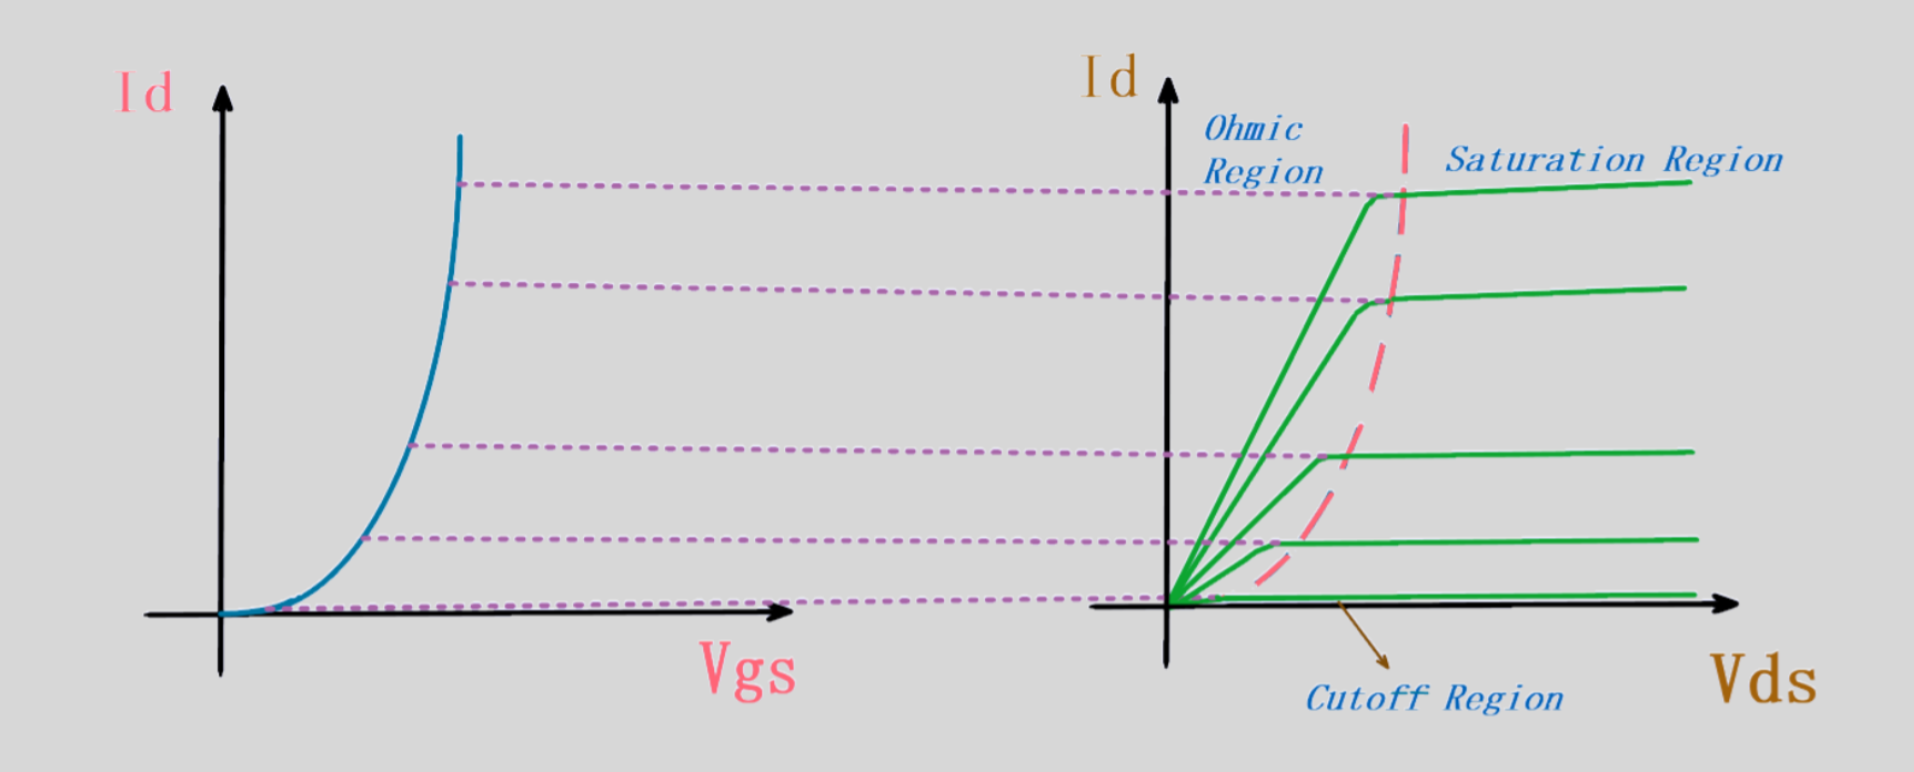 Id
Id
Ohmic
Region
Saturation Region
Vgs
Vds
Cutoff Region